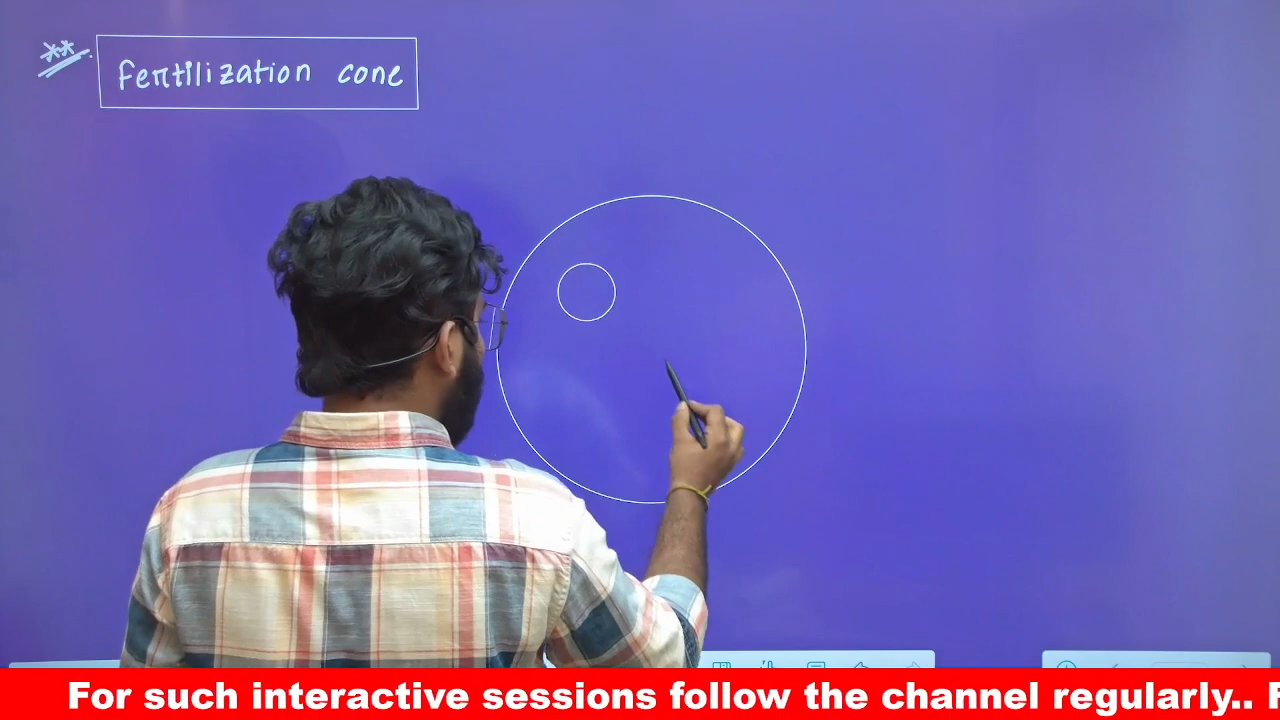 ** Fertilization cone
For such interactive sessions follow the channel regularly..